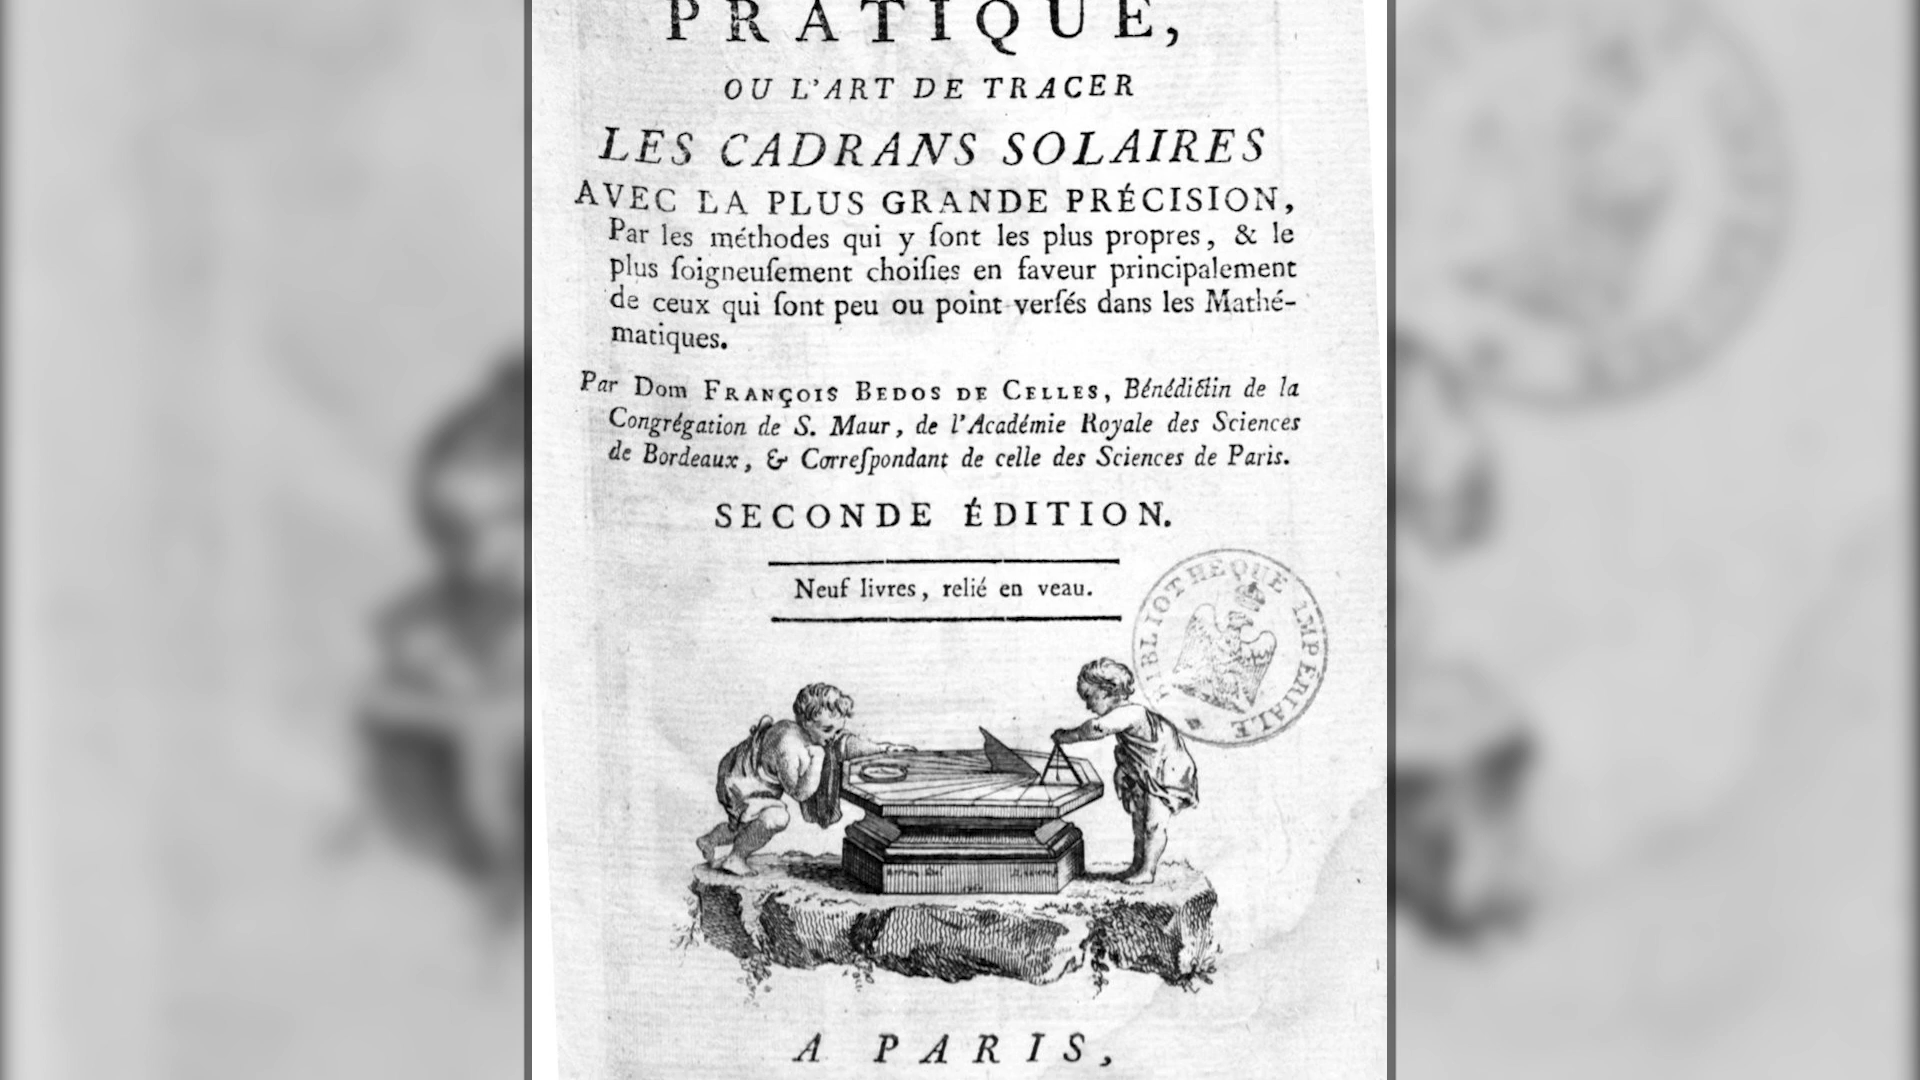 PRATIQUE,
OU L'ART DE TRACER
LES CADRANS SOLAIRES
AVEC LA PLUS GRANDE PRÉCISION,
Par les méthodes qui y ſont les plus propres, & le
plus ſoigneuſement choiſies en faveur principalement
de ceux qui ſont peu ou point verſés dans les Mathé-
matiques.
Par Dom FRANÇOIS BEDOS DE CELLES, Bénédictin de la
Congrégation de S. Maur, de l'Académie Royale des Sciences
de Bordeaux, & Correſpondant de celle des Sciences de Paris.
SECONDE ÉDITION.
Neuf livres, relié en veau.
BIBLIOTHÈQUE IMPÉRIALE
A PARIS,